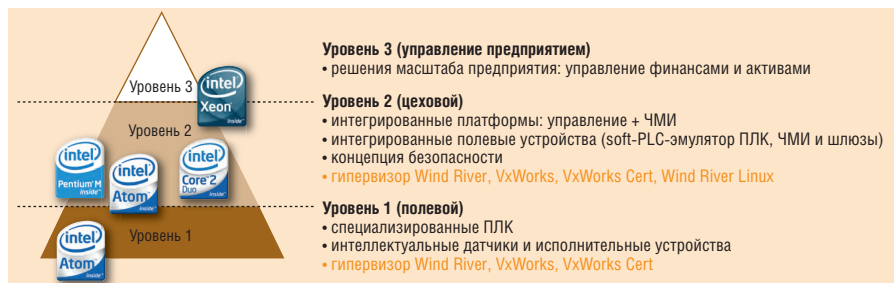 Уровень 3
Уровень 2
Уровень 1
intel
Xeon
inside
intel
Pentium M
inside
intel
Atom
inside
intel
Core 2
Duo
inside
intel
Atom
inside
Уровень 3 (управление предприятием)
• решения масштаба предприятия: управление финансами и активами
Уровень 2 (цеховой)
• интегрированные платформы: управление + ЧМИ
• интегрированные полевые устройства (soft-PLC-эмулятор ПЛК, ЧМИ и шлюзы)
• концепция безопасности
• гипервизор Wind River, VxWorks, VxWorks Cert, Wind River Linux
Уровень 1 (полевой)
• специализированные ПЛК
• интеллектуальные датчики и исполнительные устройства
• гипервизор Wind River, VxWorks, VxWorks Cert